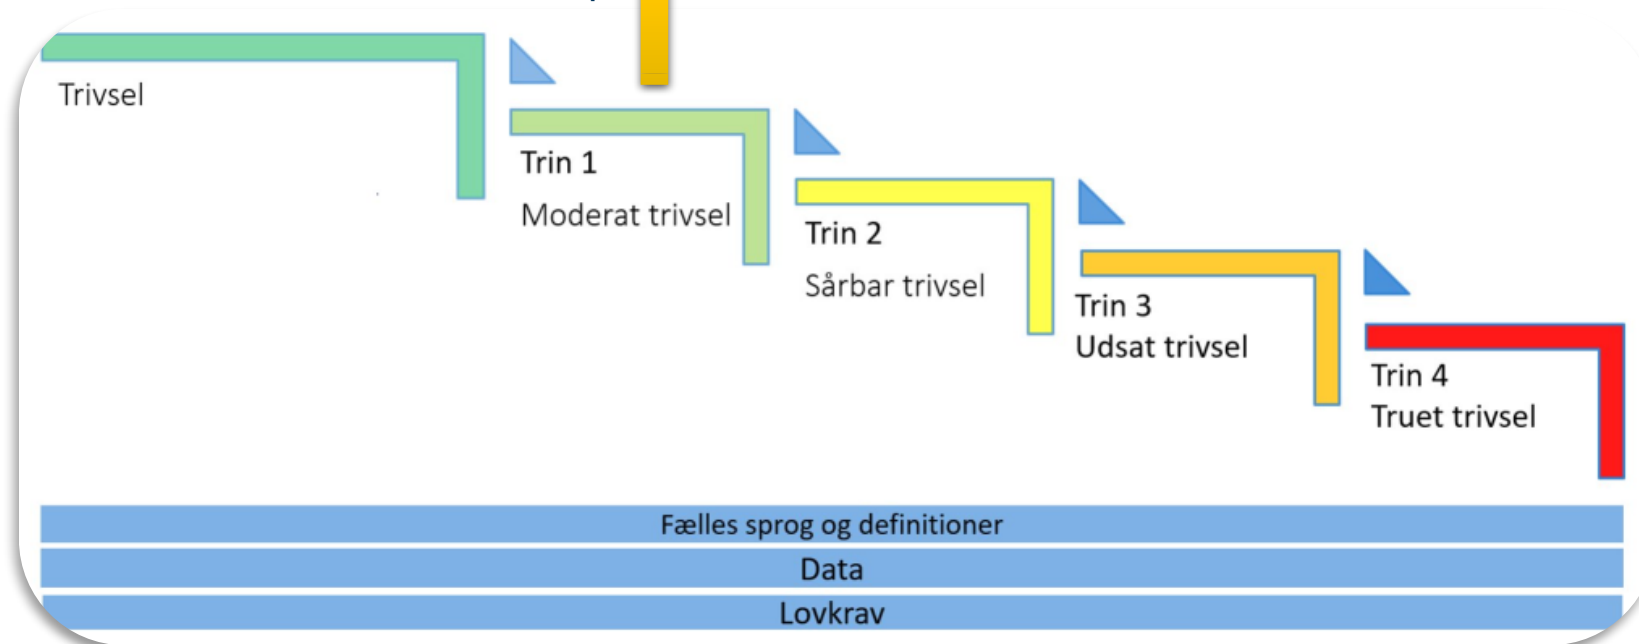 Trivsel
Trin 1
Moderat trivsel
Trin 2
Sårbar trivsel
Trin 3
Udsat trivsel
Trin 4
Truet trivsel
Fælles sprog og definitioner
Data
Lovkrav